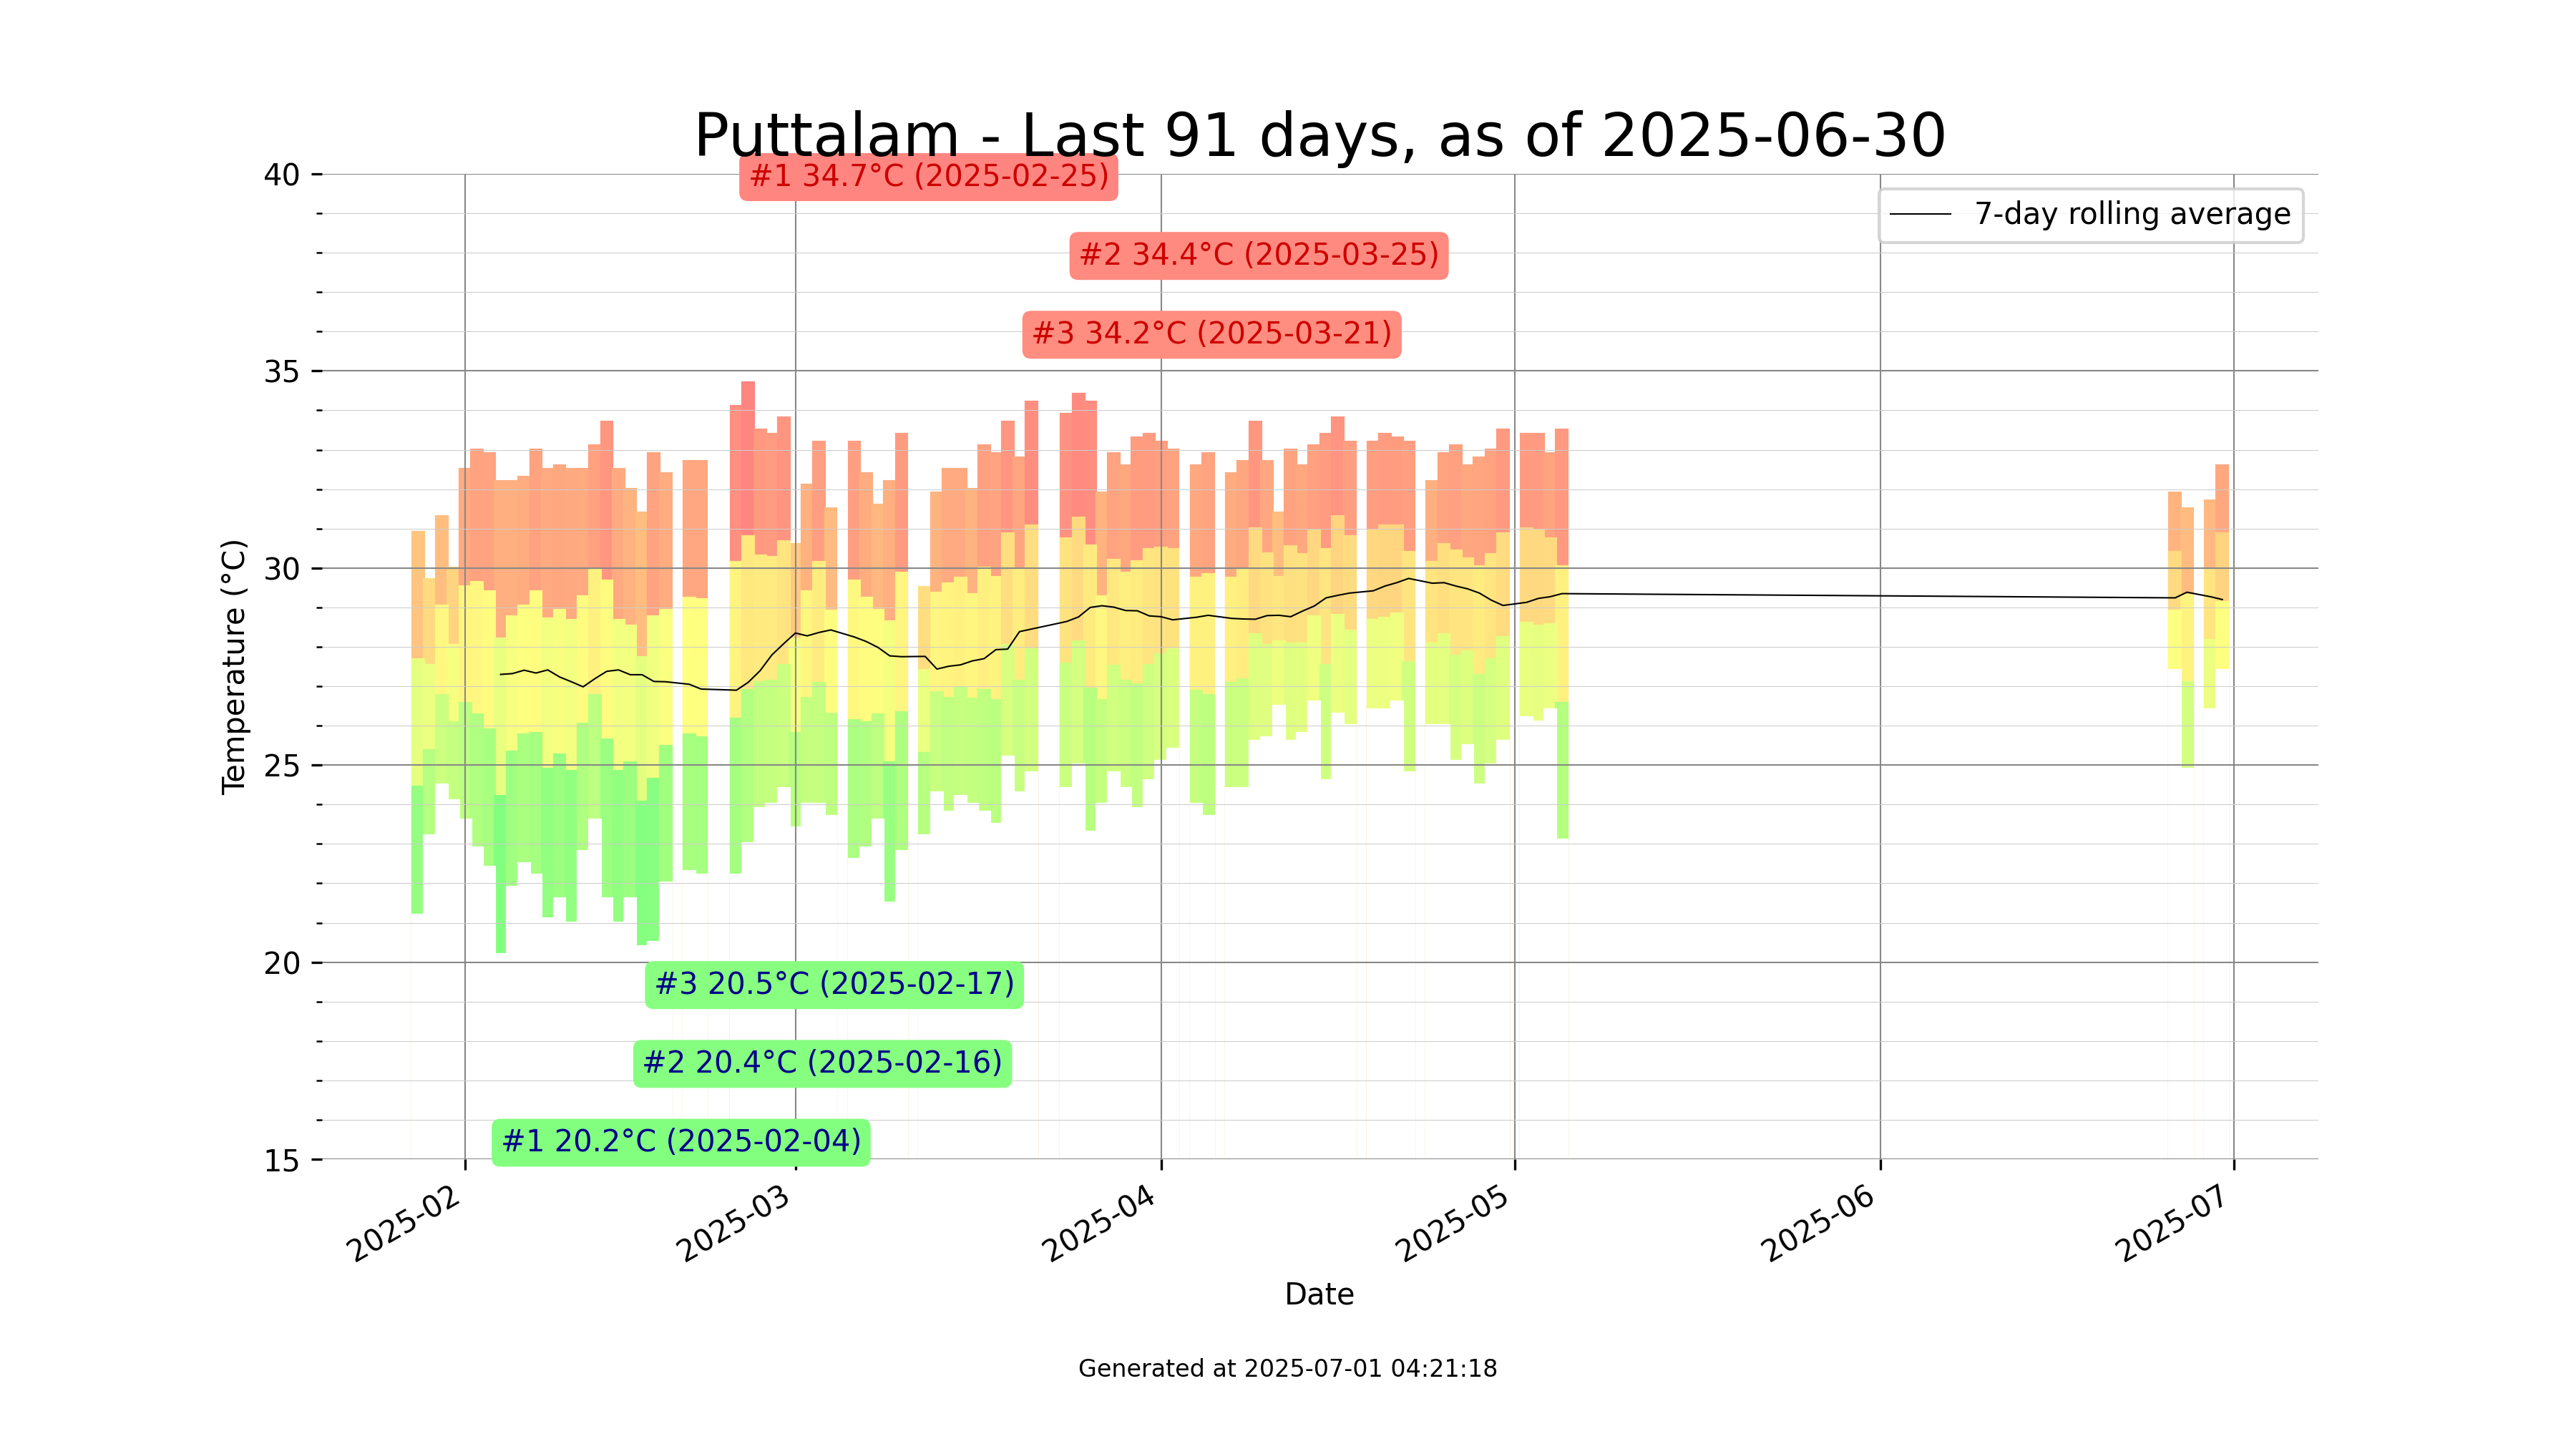 Puttalam - Last 91 days, as of 2025-06-30
#1 34.7°C (2025-02-25)
#2 34.4°C (2025-03-25)
#3 34.2°C (2025-03-21)
7-day rolling average
Temperature (°C)
40
35
30
25
20
15
#3 20.5°C (2025-02-17)
#2 20.4°C (2025-02-16)
#1 20.2°C (2025-02-04)
2025-02
2025-03
2025-04
2025-05
2025-06
2025-07
Date
Generated at 2025-07-01 04:21:18